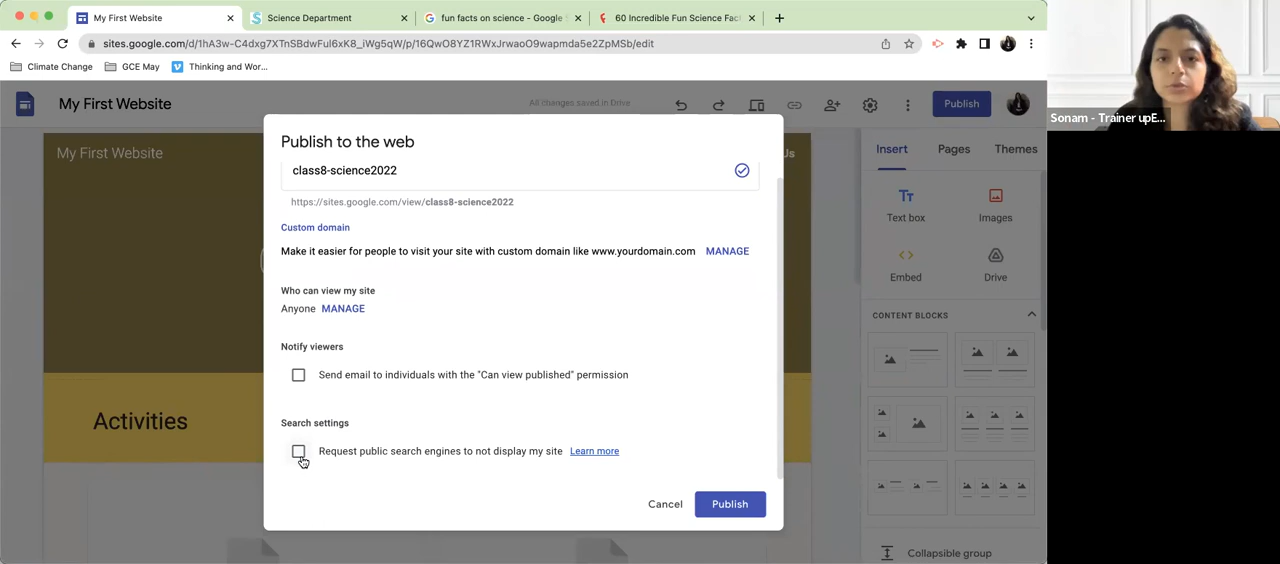 My First Website
Science Department
fun facts on science - Google S
60 Incredible Fun Science Fac
sites.google.com/d/1hA3w-C4dxg7XTnSBdwFul6xK8_iWg5qW/p/16QwO8YZ1RWxJrwaoO9wapmda5e2ZpMSb/edit
Climate Change
GCE May
Thinking and Wor...
My First Website
All changes saved in Drive
Publish
Sonam - Trainer upE...
My First Website
Us
Publish to the web
class8-science2022
https://sites.google.com/view/class8-science2022
Custom domain
Make it easier for people to visit your site with custom domain like www.yourdomain.com MANAGE
Who can view my site
Anyone MANAGE
Notify viewers
Send email to individuals with the "Can view published" permission
Search settings
Request public search engines to not display my site Learn more
Cancel Publish
Activities
Insert Pages Themes
Text box Images
Embed Drive
CONTENT BLOCKS
Collapsible group